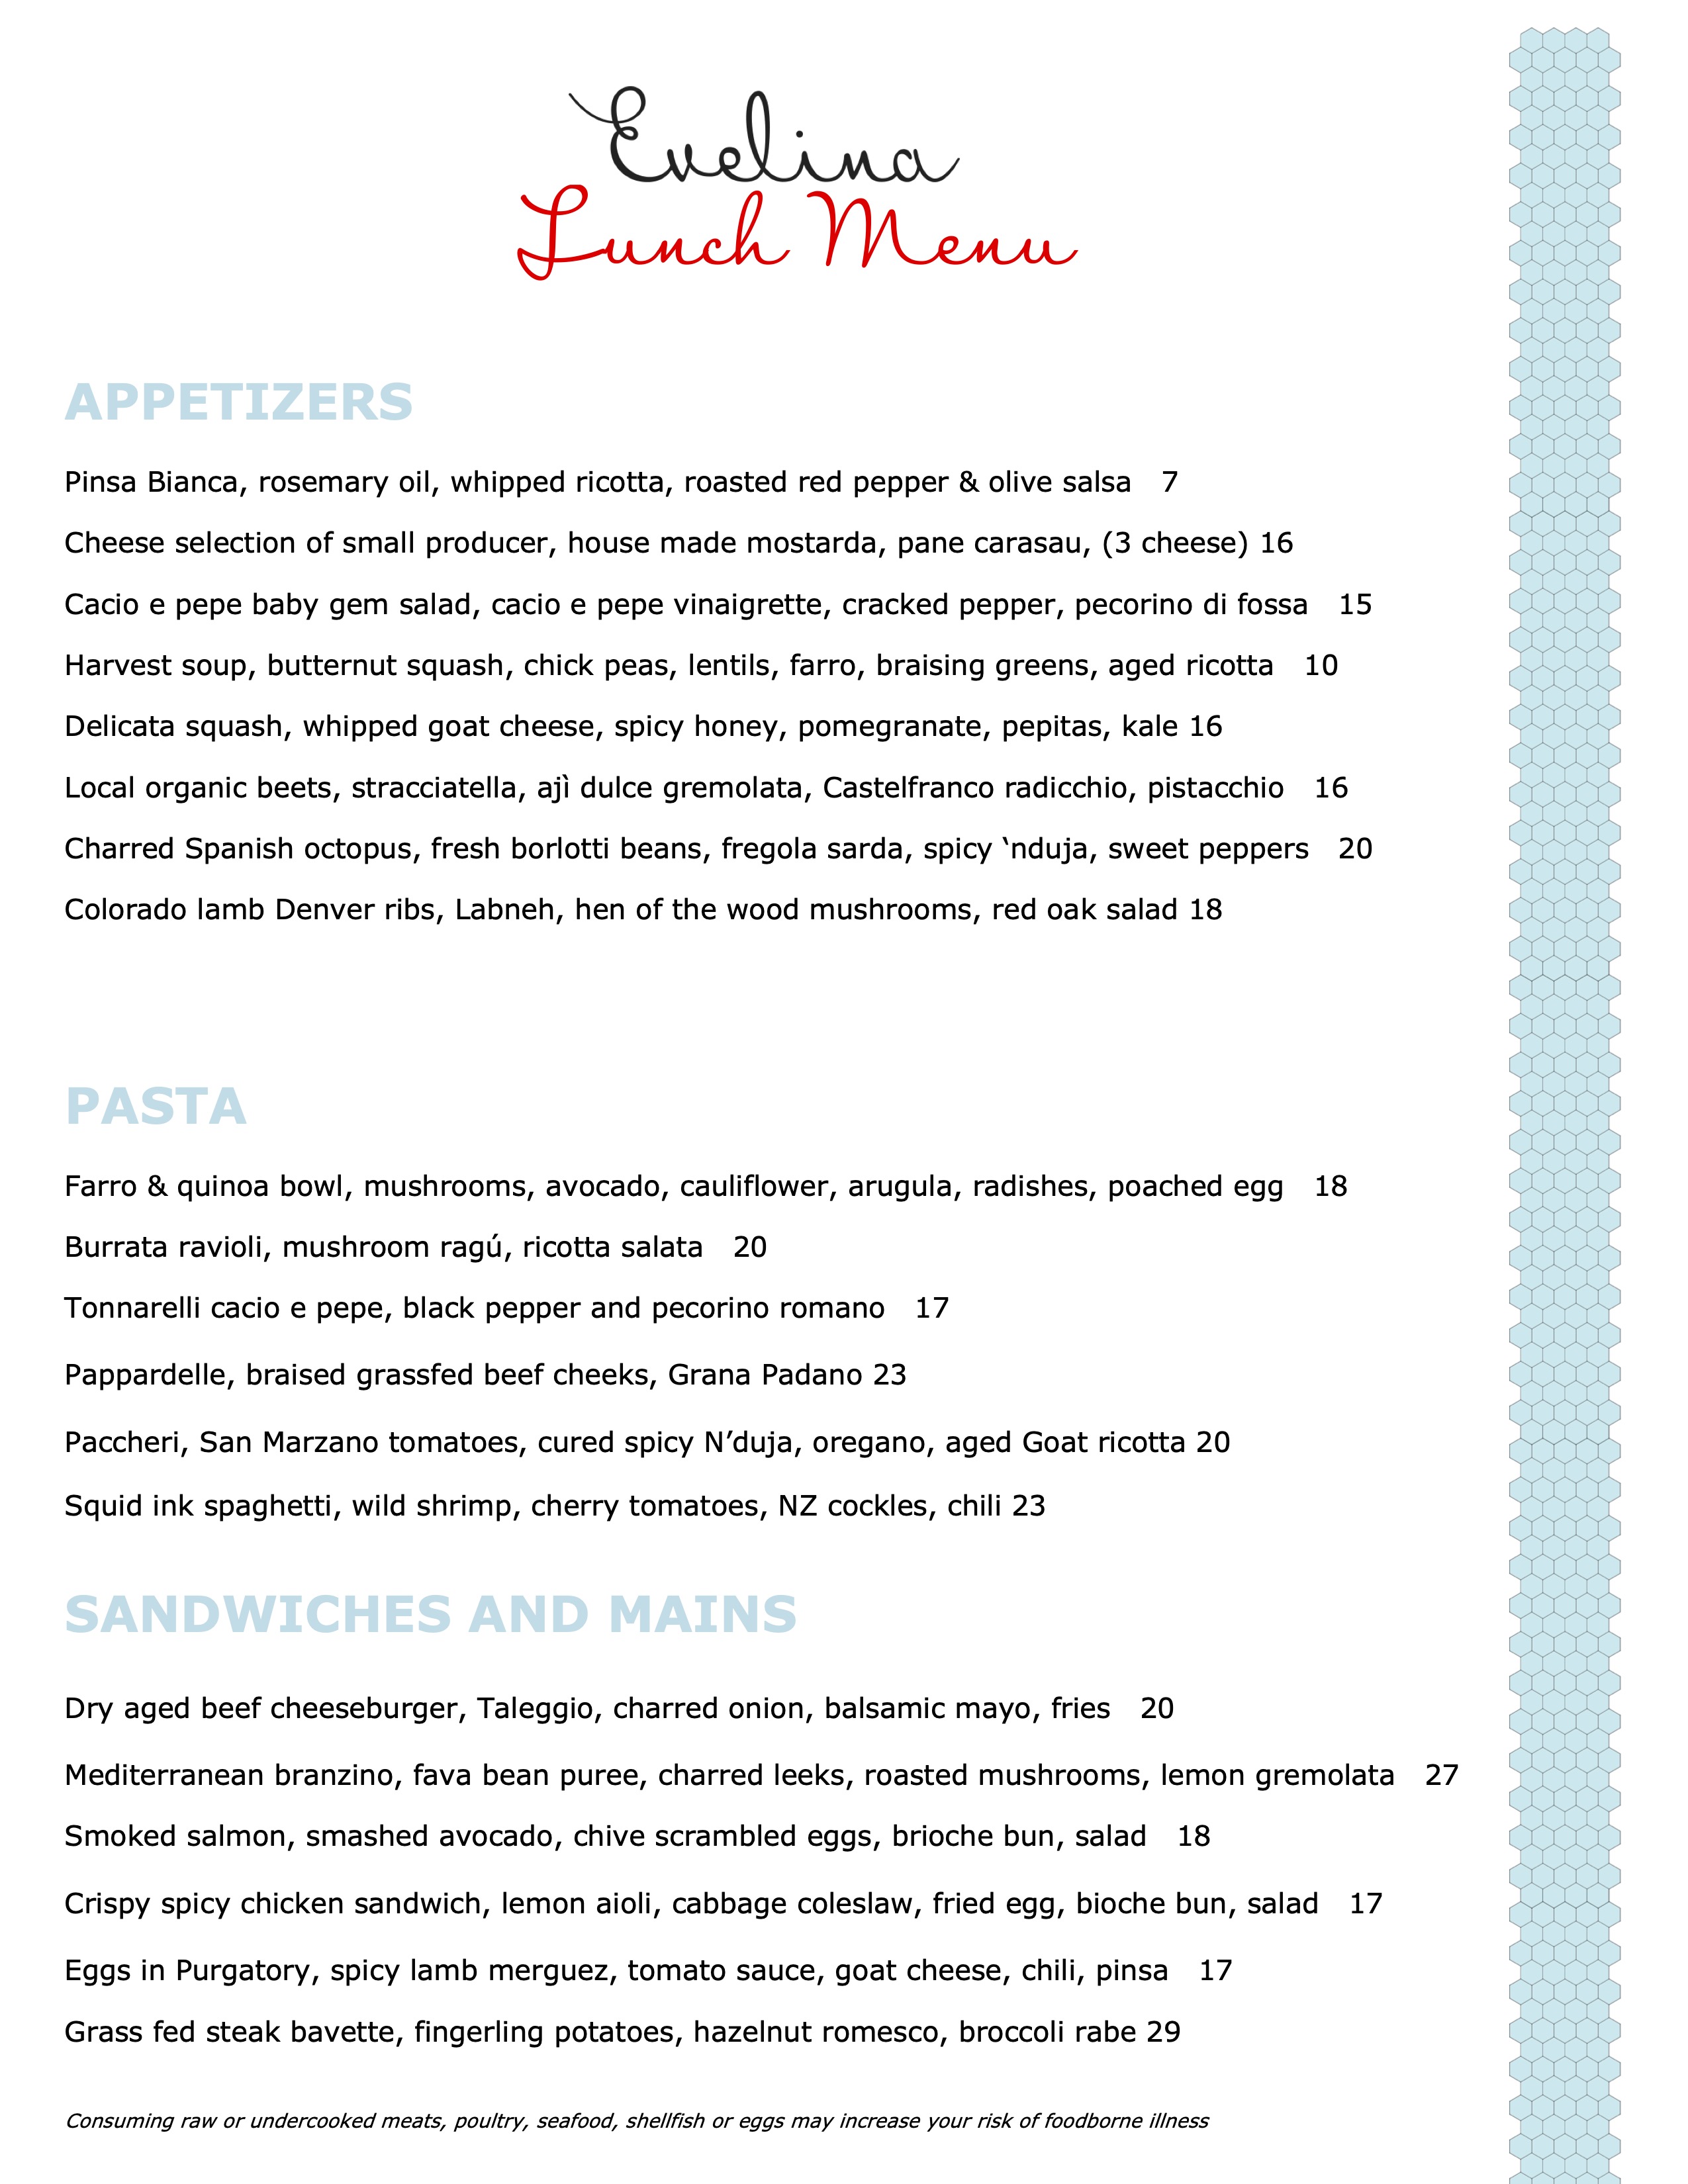 Evelina
Lunch Menu
APPETIZERS
Pinsa Bianca, rosemary oil, whipped ricotta, roasted red pepper & olive salsa 7
Cheese selection of small producer, house made mostarda, pane carasau, (3 cheese) 16
Cacio e pepe baby gem salad, cacio e pepe vinaigrette, cracked pepper, pecorino di fossa 15
Harvest soup, butternut squash, chick peas, lentils, farro, braising greens, aged ricotta 10
Delicata squash, whipped goat cheese, spicy honey, pomegranate, pepitas, kale 16
Local organic beets, stracciatella, ajì dulce gremolata, Castelfranco radicchio, pistacchio 16
Charred Spanish octopus, fresh borlotti beans, fregola sarda, spicy ‘nduja, sweet peppers 20
Colorado lamb Denver ribs, Labneh, hen of the wood mushrooms, red oak salad 18
PASTA
Farro & quinoa bowl, mushrooms, avocado, cauliflower, arugula, radishes, poached egg 18
Burrata ravioli, mushroom ragú, ricotta salata 20
Tonnarelli cacio e pepe, black pepper and pecorino romano 17
Pappardelle, braised grassfed beef cheeks, Grana Padano 23
Paccheri, San Marzano tomatoes, cured spicy N’duja, oregano, aged Goat ricotta 20
Squid ink spaghetti, wild shrimp, cherry tomatoes, NZ cockles, chili 23
SANDWICHES AND MAINS
Dry aged beef cheeseburger, Taleggio, charred onion, balsamic mayo, fries 20
Mediterranean branzino, fava bean puree, charred leeks, roasted mushrooms, lemon gremolata 27
Smoked salmon, smashed avocado, chive scrambled eggs, brioche bun, salad 18
Crispy spicy chicken sandwich, lemon aioli, cabbage coleslaw, fried egg, bioche bun, salad 17
Eggs in Purgatory, spicy lamb merguez, tomato sauce, goat cheese, chili, pinsa 17
Grass fed steak bavette, fingerling potatoes, hazelnut romesco, broccoli rabe 29
Consuming raw or undercooked meats, poultry, seafood, shellfish or eggs may increase your risk of foodborne illness